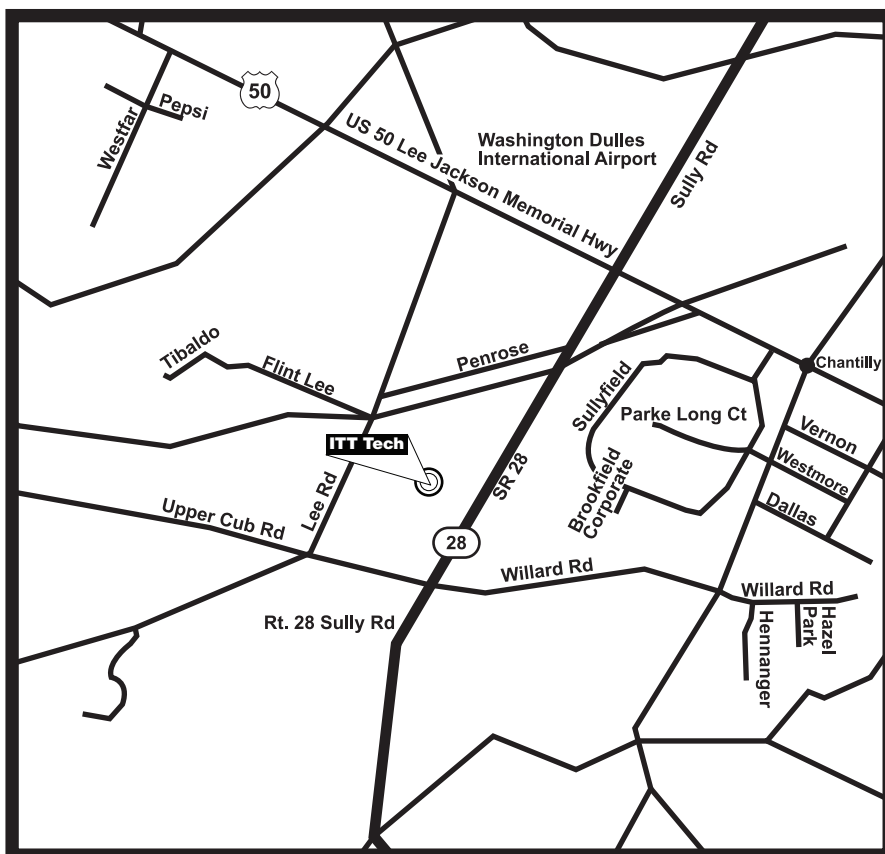 50
Pepsi
Westfar
US 50 Lee Jackson Memorial Hwy
Washington Dulles
International Airport
Sully Rd
Tibaldo
Flint Lee
Penrose
Chantilly
Sullyfield
Parke Long Ct
Vernon
Westmore
Dallas
ITT Tech
Lee Rd
SR 28
Brookfield
Corporate
Upper Cub Rd
28
Willard Rd
Willard Rd
Rt. 28 Sully Rd
Hennanger
Hazel
Park